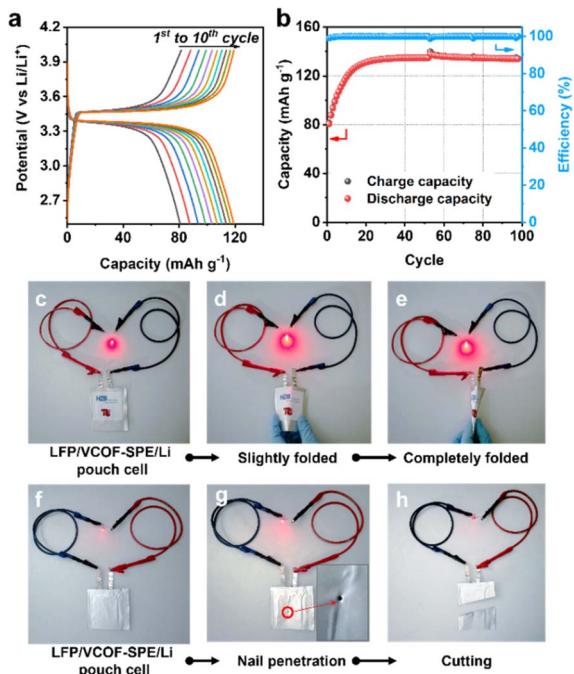 a
1st to 10th cycle
Potential (V vs Li/Li+)
4.2
3.9
3.6
3.3
3.0
2.7
0 40 80 120
Capacity (mAh g-1)
b
Capacity (mAh g-1)
160
120
80
40
0
Charge capacity
Discharge capacity
0 20 40 60 80 100
Cycle
100
80
60
40
20
0
Efficiency (%)
c
HZB
d
HZB
e
LFP/VCOF-SPE/Li
pouch cell
Slightly folded
Completely folded
f
g
h
LFP/VCOF-SPE/Li
pouch cell
Nail penetration
Cutting